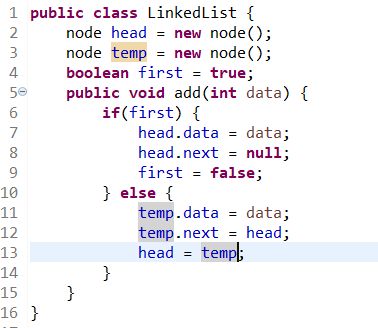 1 public class LinkedList {
2 node head = new node();
3 node temp = new node();
4 boolean first = true;
5 public void add(int data) {
6 if(first) {
7 head.data = data;
8 head.next = null;
9 first = false;
10 } else {
11 temp.data = data;
12 temp.next = head;
13 head = temp;
14 }
15 }
16 }